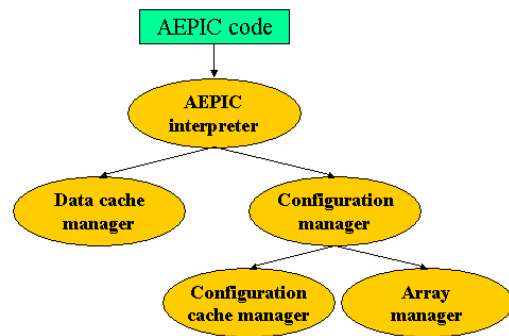 AEPIC code
AEPIC
interpreter
Data cache
manager
Configuration
manager
Configuration
cache manager
Array
manager